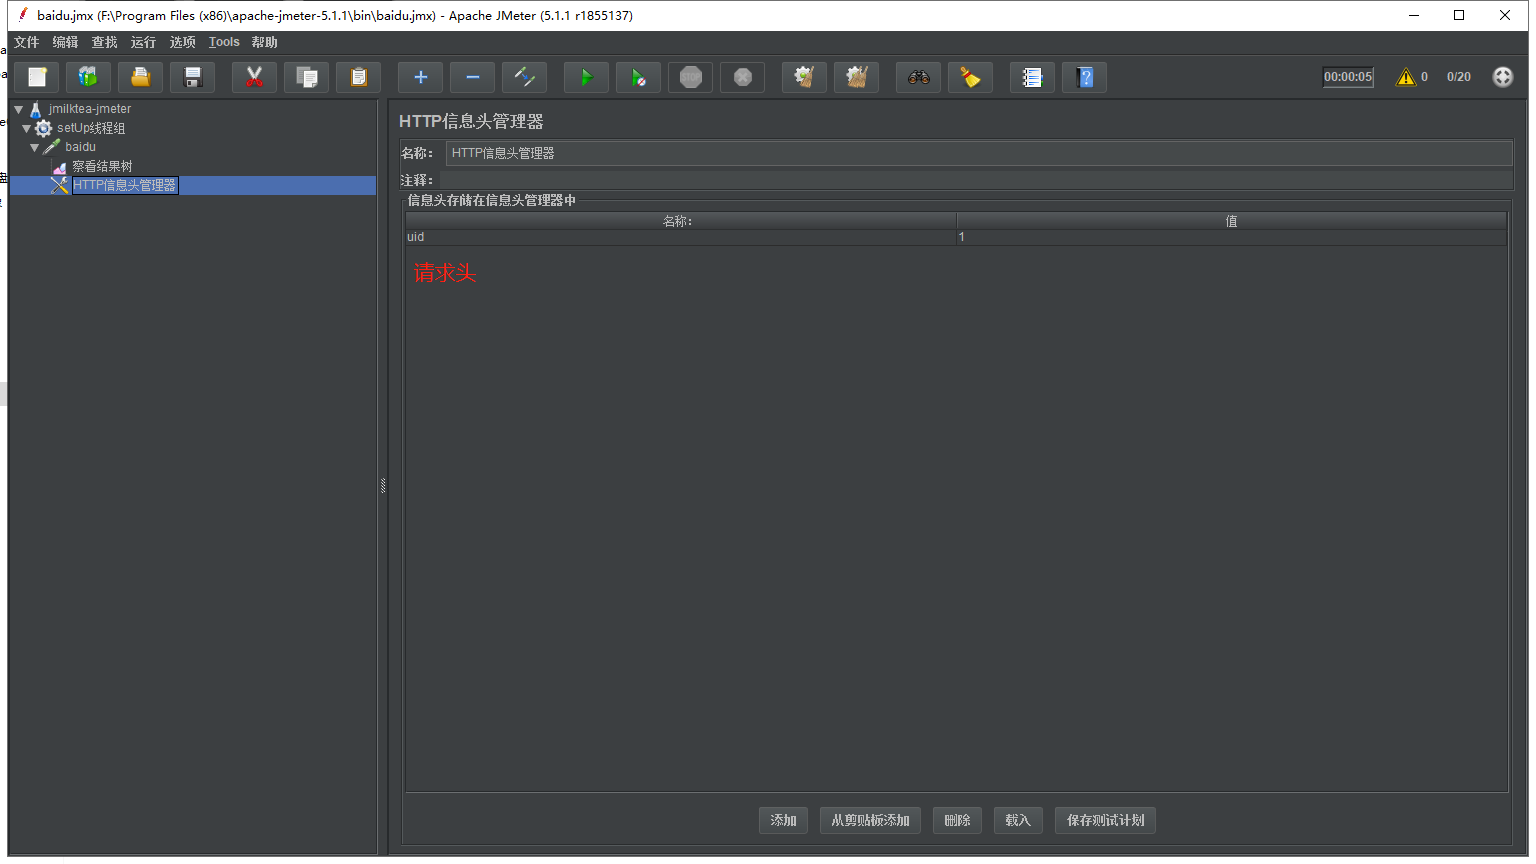 baidu.jmx (F:\Program Files (x86)\apache-jmeter-5.1.1\bin\baidu.jmx) - Apache JMeter (5.1.1 r1855137)
文件 编辑 查找 运行 选项 Tools 帮助
STOP
00:00:05 0 0/20
jmilktea-jmeter
setUp线程组
baidu
察看结果树
HTTP信息头管理器
HTTP信息头管理器
名称： HTTP信息头管理器
注释：
信息头存储在信息头管理器中
名称: 值
uid 1
请求头
添加 从剪贴板添加 删除 载入 保存测试计划